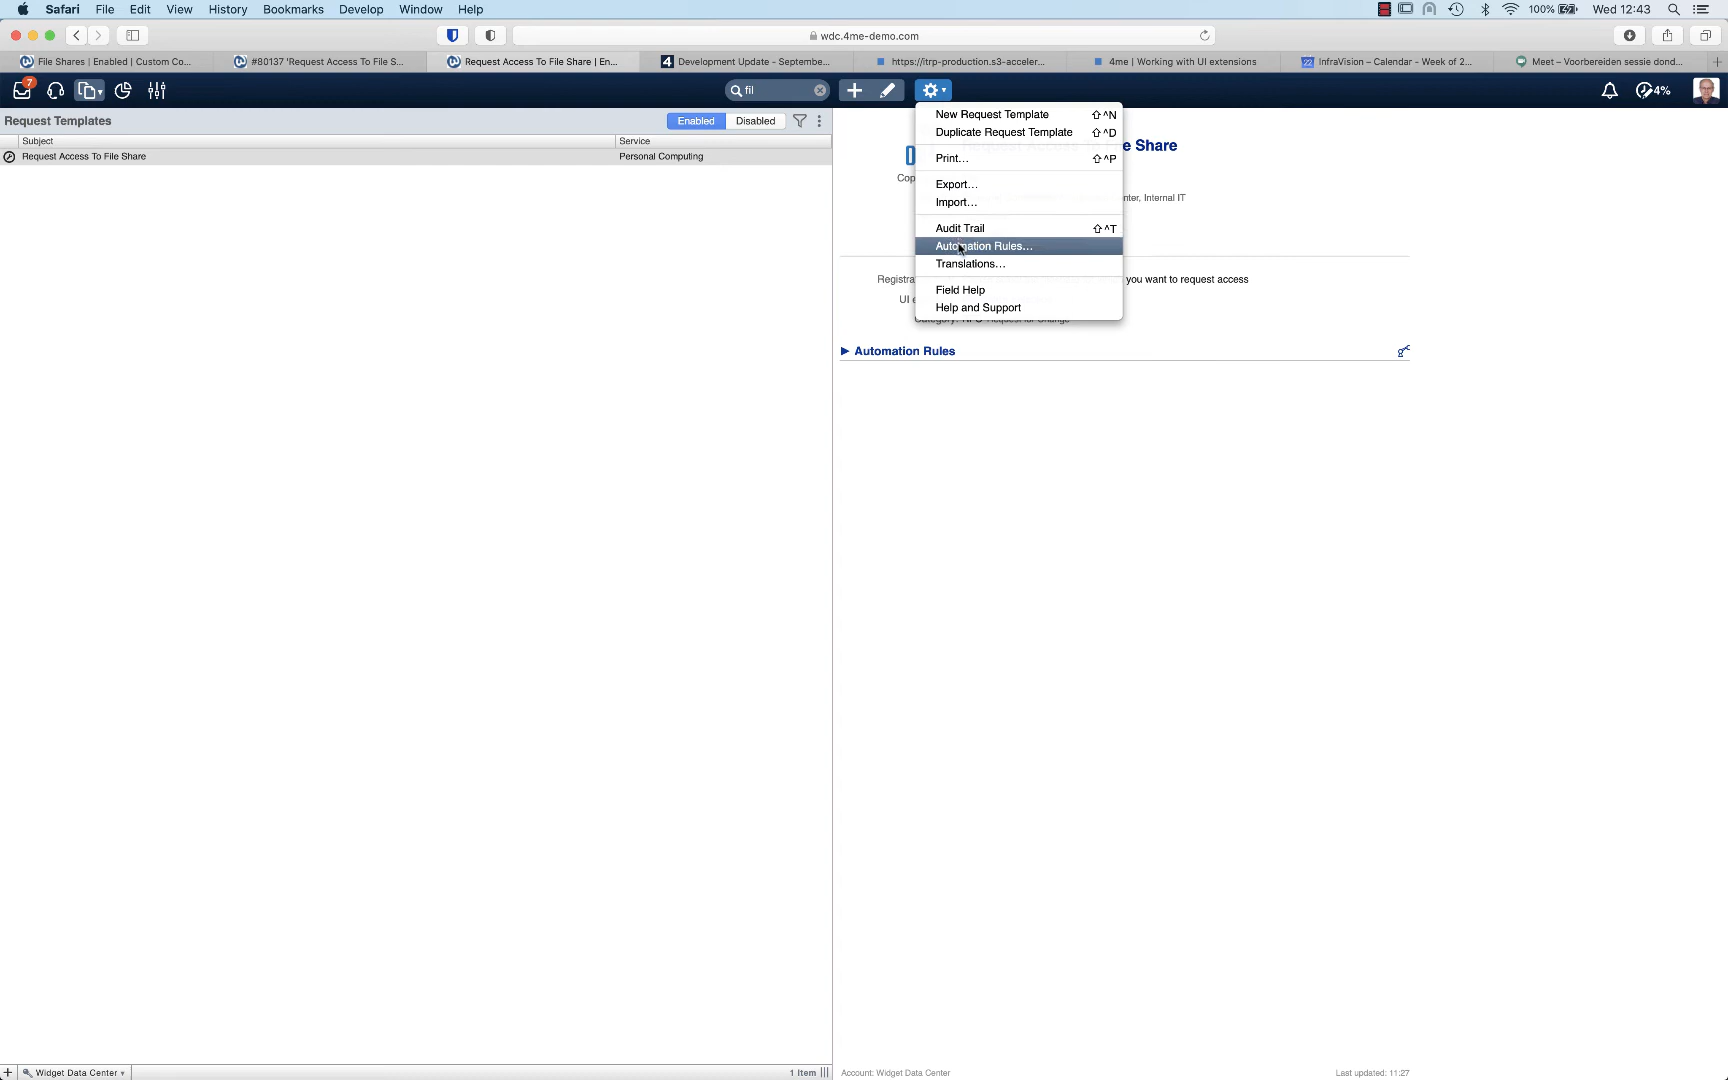 Safari File Edit View History Bookmarks Develop Window Help 100% Wed 12:43
wdc.4me-demo.com
File Shares | Enabled | Custom Co... #80137 'Request Access To File S... Request Access To File Share | En... 4 Development Update - Septembe... https://itrp-production.s3-acceler... 4me | Working with UI extensions 22 InfraVision – Calendar - Week of 2... Meet – Voorbereiden sessie dond...
7 fil 4%
Request Templates Enabled Disabled
Subject Service
Request Access To File Share Personal Computing
New Request Template ⇧^N
Duplicate Request Template ⇧^D
Print... ⇧^P
Export...
Import...
Audit Trail ⇧^T
Automation Rules...
Translations...
Field Help
Help and Support
e Share
Cop
nter, Internal IT
Registra you want to request access
UI e
Automation Rules
Widget Data Center 1 Item
Account: Widget Data Center Last updated: 11:27